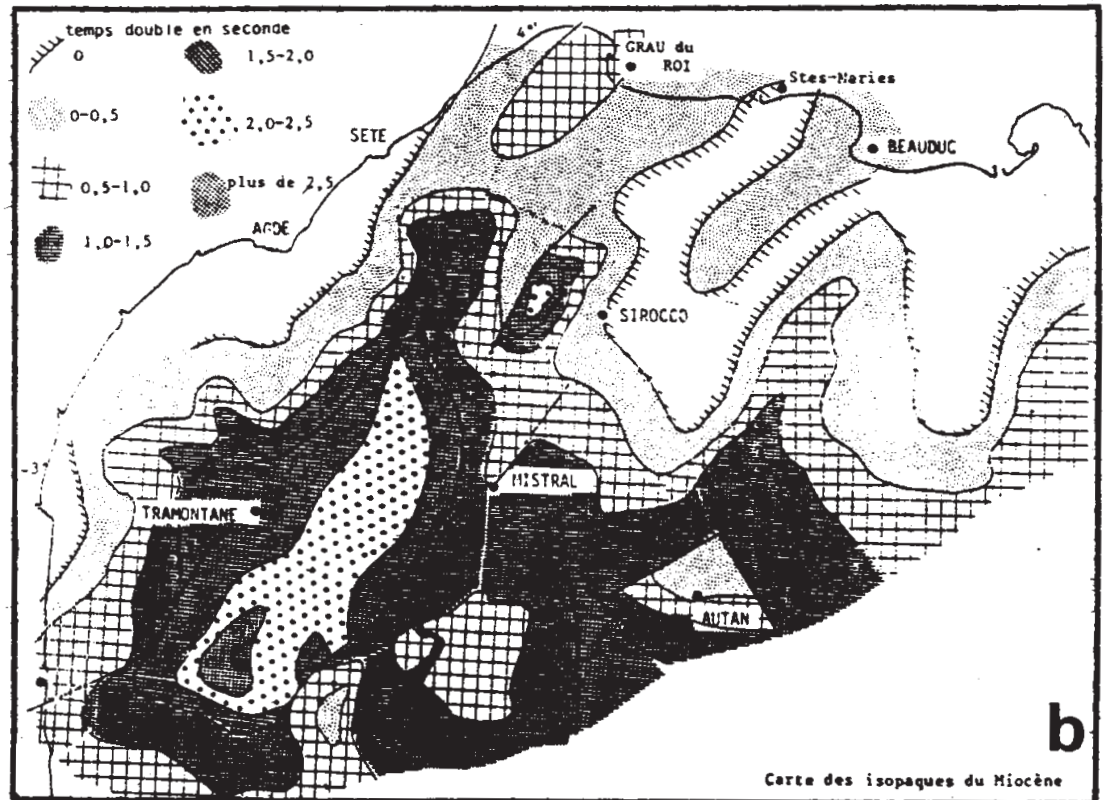 temps double en seconde
0
1,5-2,0
0-0,5
2,0-2,5
0,5-1,0
plus de 2,5
1,0-1,5
4°
GRAU du
ROI
Stes-Maries
SETE
BEAUDUC
AGDE
SIROCCO
-3°
MISTRAL
TRAMONTANE
AUTAN
b
Carte des isopaques du Miocène